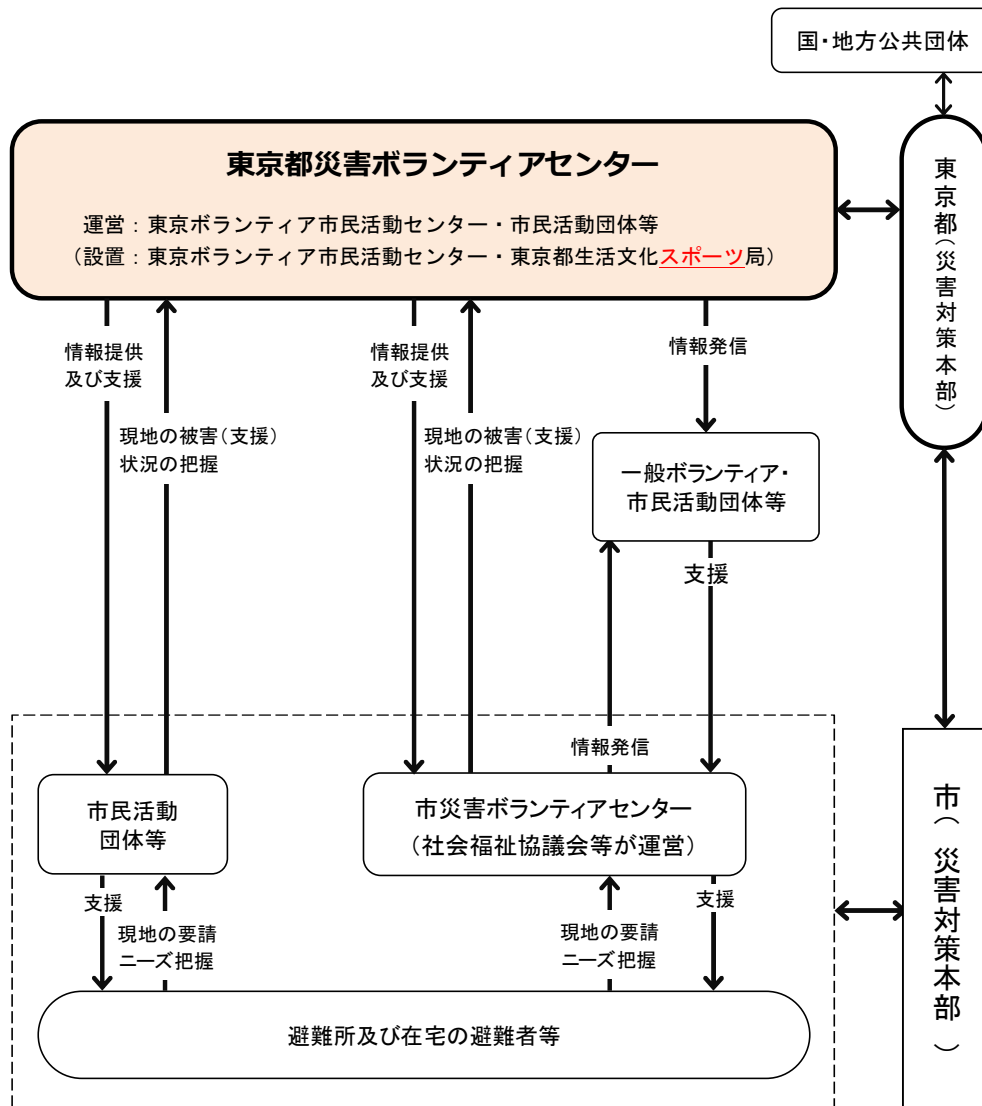 国・地方公共団体
東京都災害ボランティアセンター
運営：東京ボランティア市民活動センター・市民活動団体等
（設置：東京ボランティア市民活動センター・東京都生活文化スポーツ局）
東京都（災害対策本部）
情報提供
及び支援
現地の被害（支援）
状況の把握
情報提供
及び支援
現地の被害（支援）
状況の把握
情報発信
一般ボランティア・
市民活動団体等
支援
情報発信
市民活動
団体等
市災害ボランティアセンター
（社会福祉協議会等が運営）
市（災害対策本部）
支援
現地の要請
ニーズ把握
現地の要請
ニーズ把握
支援
避難所及び在宅の避難者等